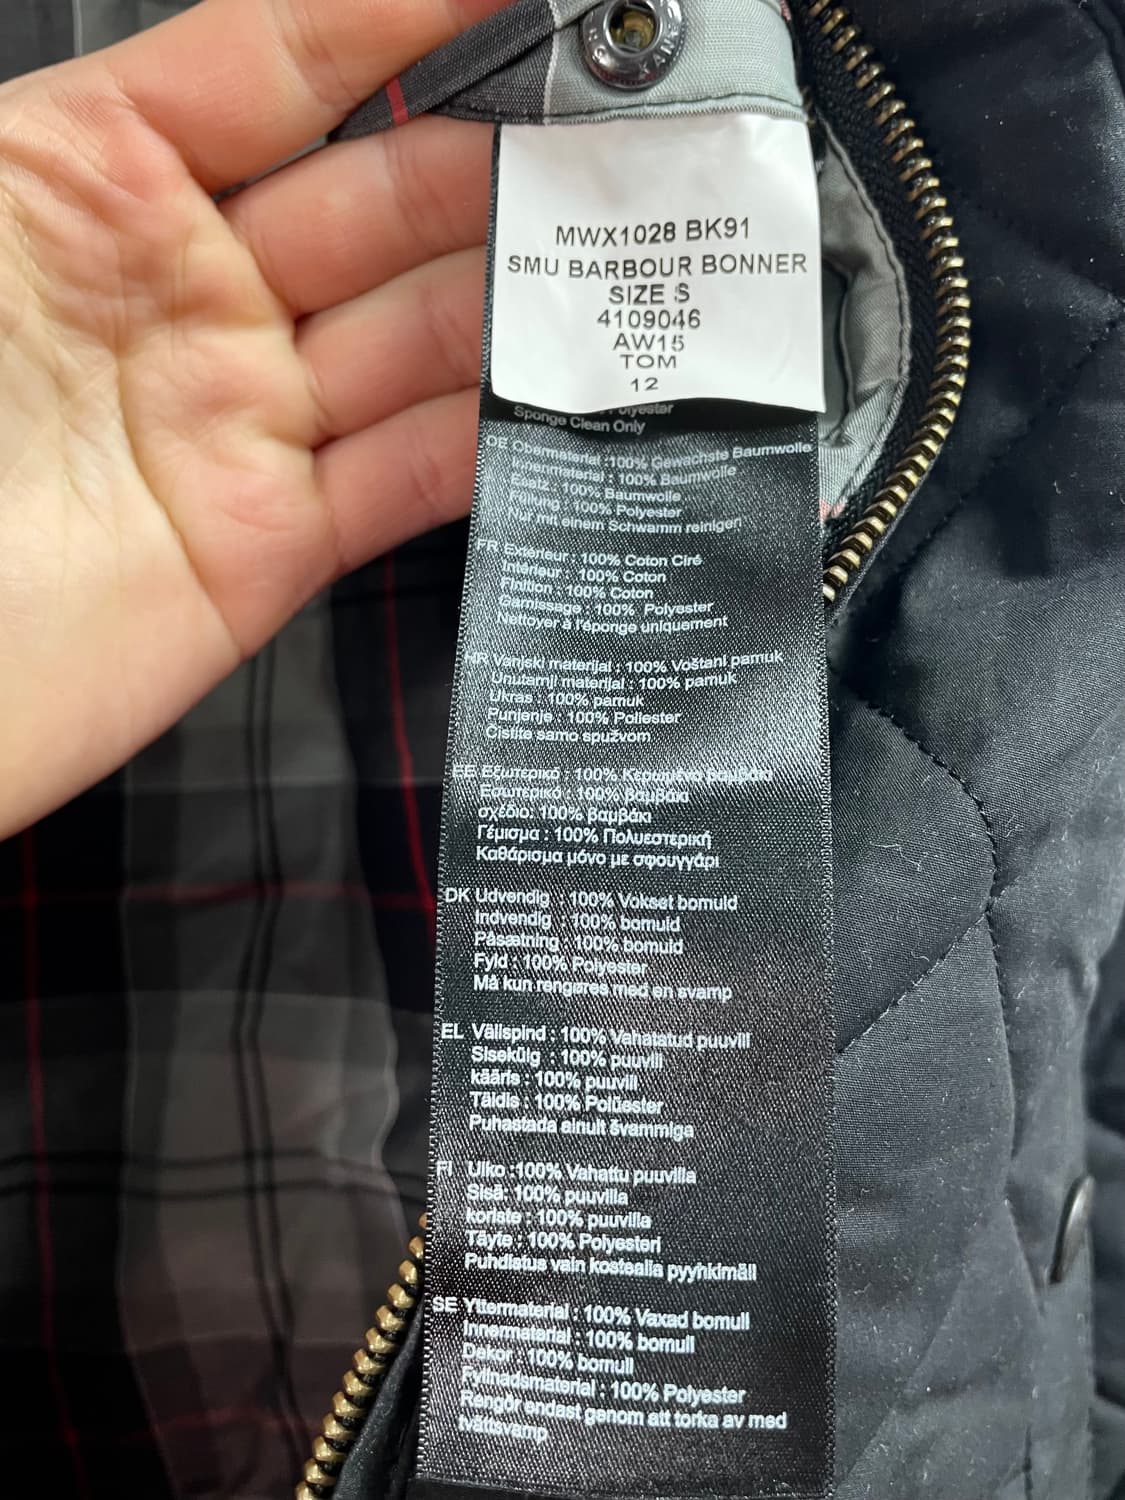 MWX1028 BK91
SMU BARBOUR BONNER
SIZE S
4109046
AW15
TOM
12
Polyester
Sponge Clean Only
DE Obermaterial :100% Gewachste Baumwolle
Innenmaterial : 100% Baumwolle
Esatz: 100% Baumwolle
Füllung: 100% Polyester
Nur mit einem Schwamm reinigen
FR Extérieur : 100% Coton Ciré
Intérieur : 100% Coton
Finition : 100% Coton
Garnissage : 100% Polyester
Nettoyer à l'éponge uniquement
HR Vanjski materijal : 100% Voštani pamuk
Unutarnji materijal : 100% pamuk
Ukras : 100% pamuk
Punjenje : 100% Poliester
Čistite samo spužvom
EE Εξωτερικό : 100% Κερωμένο βαμβάκι
Εσωτερικό : 100% βαμβάκι
σχέδιο: 100% βαμβάκι
Γέμισμα : 100% Πολυεστερική
Καθάρισμα μόνο με σφουγγάρι
DK Udvendig : 100% Vokset bomuld
Indvendig : 100% bomuld
Påsætning : 100% bomuld
Fyld : 100% Polyester
Må kun rengøres med en svamp
EL Välispind : 100% Vahatatud puuvill
Sisekülg : 100% puuvill
kääris : 100% puuvill
Täidis : 100% Polüester
Puhastada ainult švammiga
FI Ulko :100% Vahattu puuvilla
Sisä: 100% puuvilla
koriste : 100% puuvilla
Täyte : 100% Polyesteri
Puhdistus vain kostealla pyyhkimäll
SE Yttermaterial : 100% Vaxad bomull
Innermaterial : 100% bomull
Dekor : 100% bomull
Fyllnadsmaterial : 100% Polyester
Rengör endast genom att torka av med
tvättsvamp